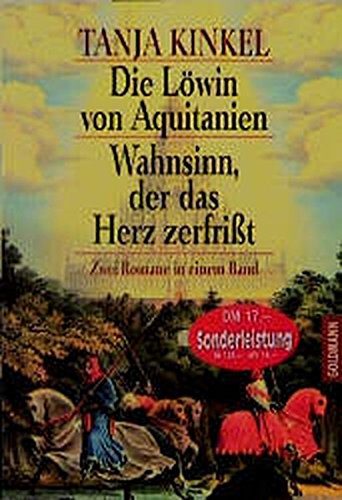 TANJA KINKEL
Die Löwin
von Aquitanien
Wahnsinn,
der das
Herz zerfrißt
Zwei Romane in einem Band
DM 17,–
Sonderleistung
GOLDMANN